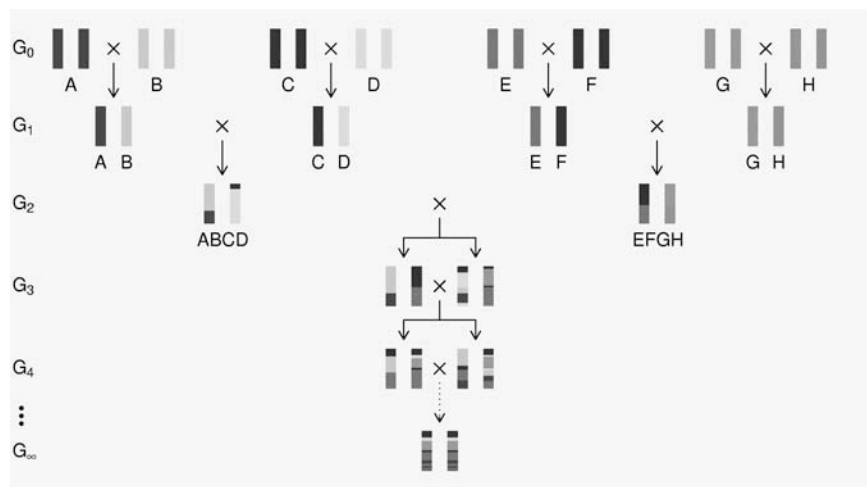 G₀ A × B C × D E × F G × H
G₁ A B × C D E F × G H
G₂ ABCD × EFGH
G₃ ×
G₄ ×
⋮
G∞